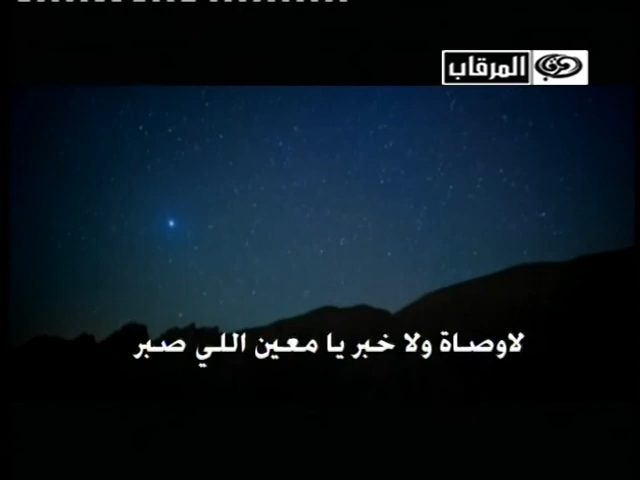 المرقاب
لاوصاة ولا خبر يا معين اللي صبر